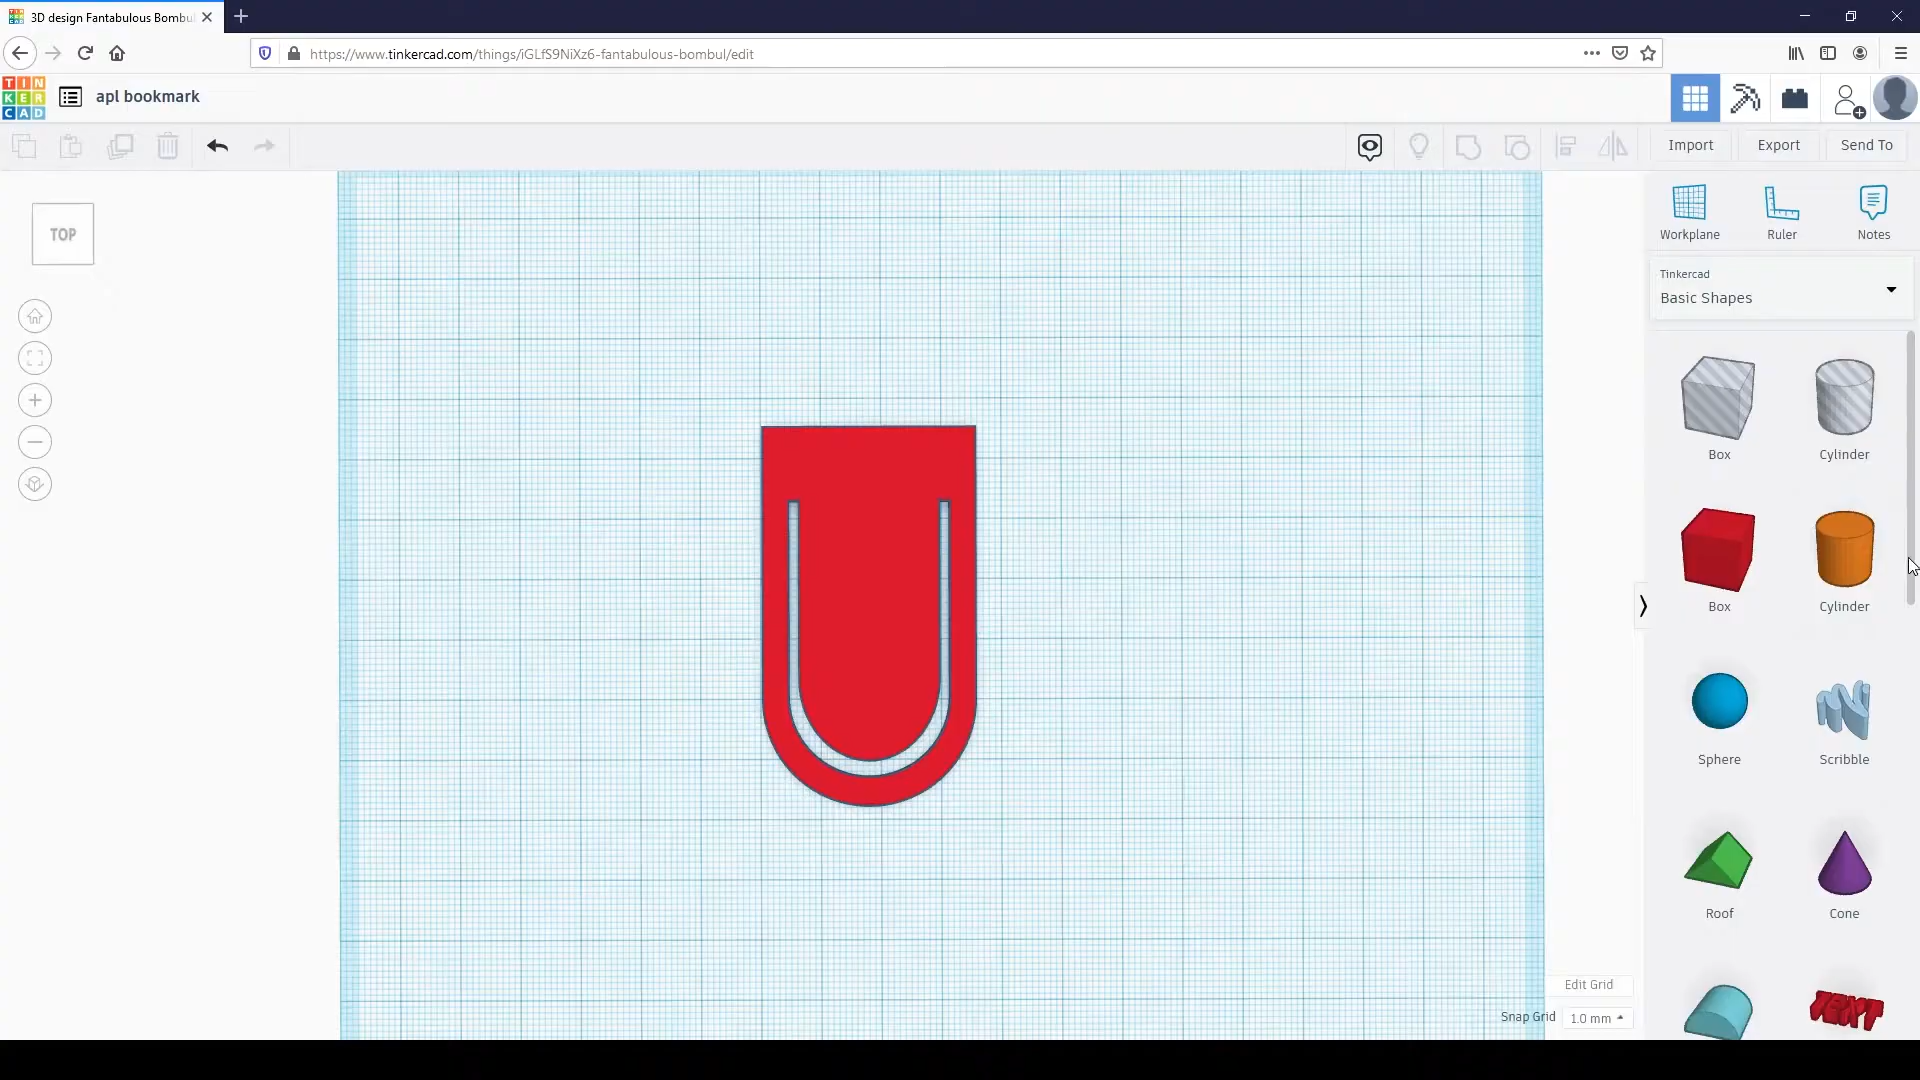 3D design Fantabulous Bombul
https://www.tinkercad.com/things/iGLfS9NiXz6-fantabulous-bombul/edit
TIN
KER
CAD
apl bookmark
Import
Export
Send To
TOP
Workplane
Ruler
Notes
Tinkercad
Basic Shapes
Box
Cylinder
Box
Cylinder
Sphere
Scribble
Roof
Cone
TEXT
Edit Grid
Snap Grid
1.0 mm